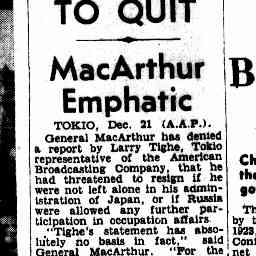 TO QUIT
MacArthur
Emphatic
TOKIO, Dec. 21 (A.A.P.).
General MacArthur has denied
a report by Larry Tighe, Tokio
representative of the American
Broadcasting Company, that he
had threatened to resign if he
were not left alone in his admin-
istration of Japan, or if Russia
were allowed any further par-
ticipation in occupation affairs.
"Tighe's statement has abso-
lutely no basis in fact," said
General MacArthur. "For the
B
Ch
the
go
Th
by t
1923,
Conf
net